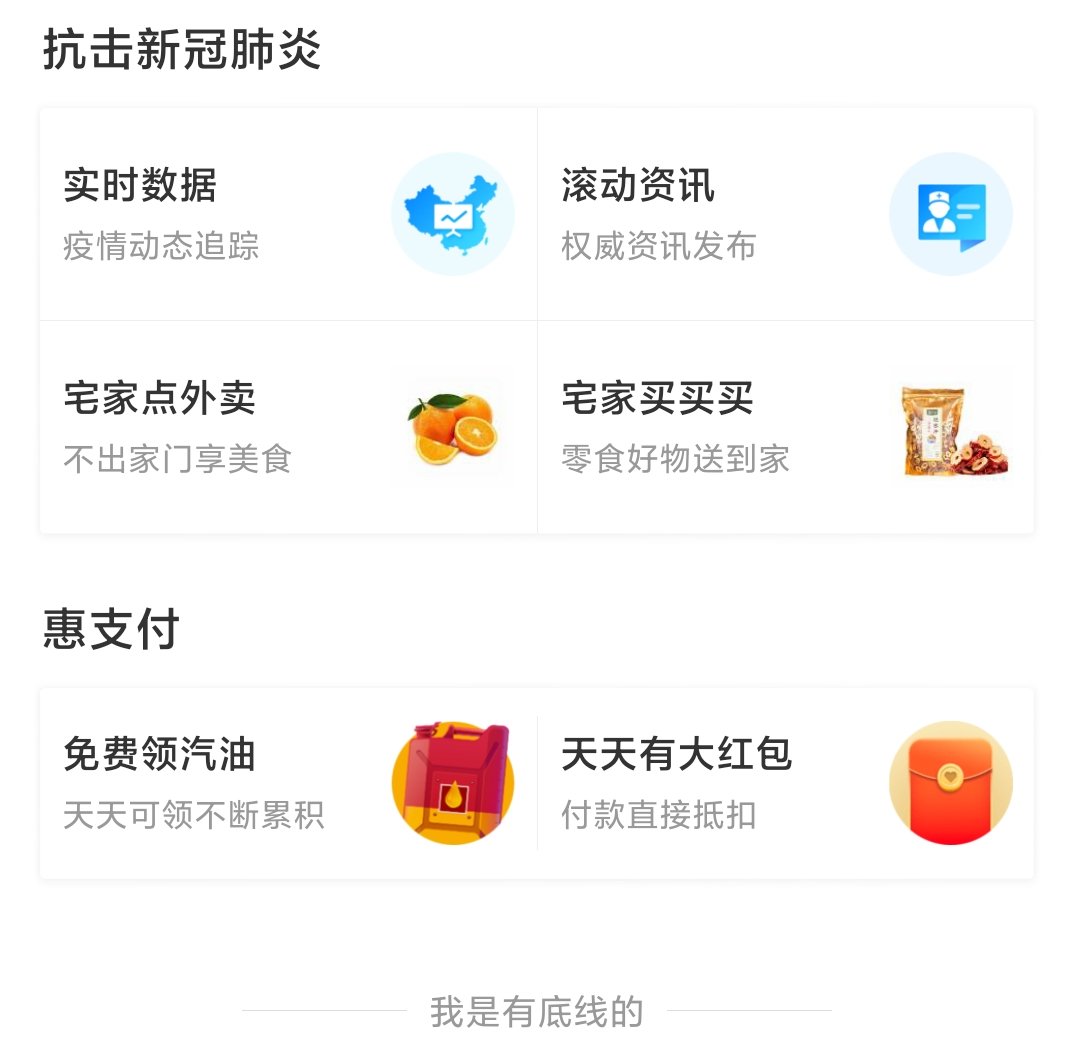 抗击新冠肺炎
实时数据
疫情动态追踪
滚动资讯
权威资讯发布
宅家点外卖
不出家门享美食
宅家买买买
零食好物送到家
惠支付
免费领汽油
天天可领不断累积
天天有大红包
付款直接抵扣
我是有底线的